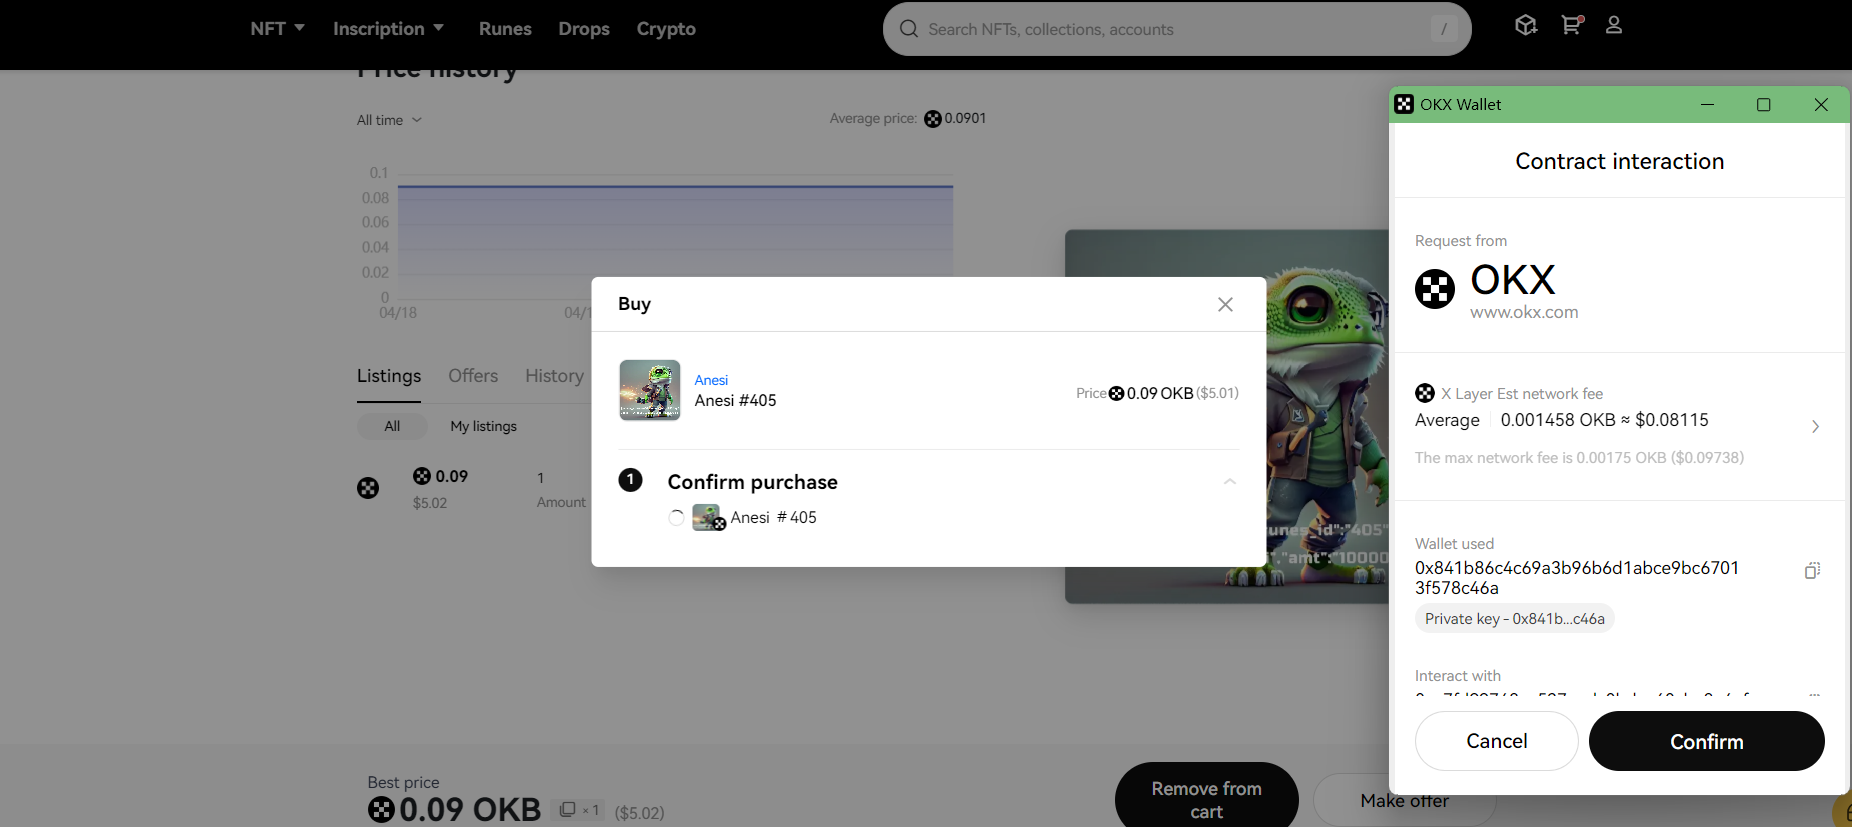 NFT
Inscription
Runes
Drops
Crypto
Search NFTs, collections, accounts
/
Price history
All time
Average price: 0.0901
0.1
0.08
0.06
0.04
0.02
0
04/18
Listings
Offers
History
All
My listings
0.09
$5.02
1
Amount
Buy
Anesi
Anesi #405
Price 0.09 OKB ($5.01)
1
Confirm purchase
Anesi #405
"405"
"amt":"10000
Best price
0.09 OKB
× 1
($5.02)
Remove from
cart
Make offer
OKX Wallet
Contract interaction
Request from
OKX
www.okx.com
X Layer Est network fee
Average
0.001458 OKB ≈ $0.08115
The max network fee is 0.00175 OKB ($0.09738)
Wallet used
0x841b86c4c69a3b96b6d1abce9bc6701
3f578c46a
Private key - 0x841b...c46a
Interact with
Cancel
Confirm